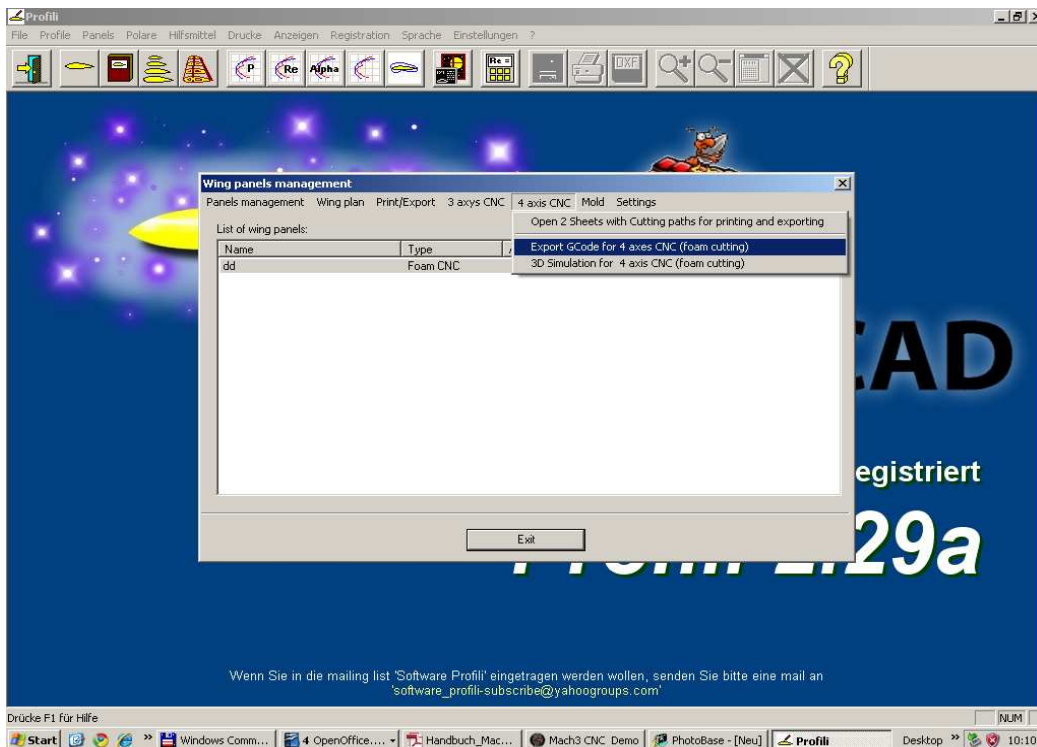 Profili
File Profile Panels Polare Hilfsmittel Drucke Anzeigen Registration Sprache Einstellungen ?
P Re Alpha Re = DXF ?
Wing panels management
Panels management Wing plan Print/Export 3 axys CNC 4 axis CNC Mold Settings
Open 2 Sheets with Cutting paths for printing and exporting
Export GCode for 4 axes CNC (foam cutting)
3D Simulation for 4 axis CNC (foam cutting)
List of wing panels:
Name Type
dd Foam CNC
CAD
egistriert
29a
Exit
Wenn Sie in die mailing list 'Software Profili' eingetragen werden wollen, senden Sie bitte eine mail an
'software_profili-subscribe@yahoogroups.com'
Drücke F1 für Hilfe NUM
Start » Windows Comm... 4 OpenOffice.... Handbuch_Mac... Mach3 CNC Demo PhotoBase - [Neu] Profili Desktop » 10:10